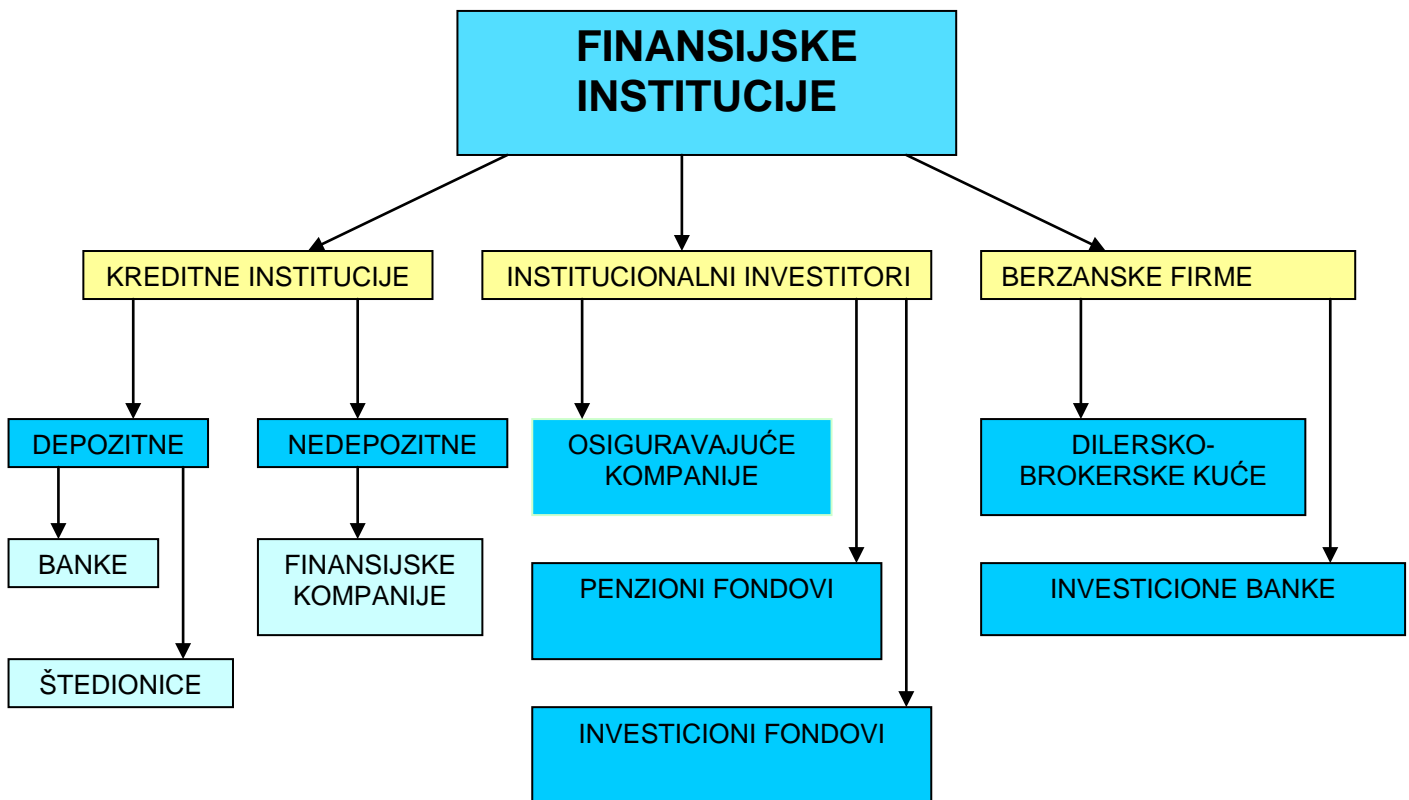 FINANSIJSKE
INSTITUCIJE
KREDITNE INSTITUCIJE
INSTITUCIONALNI INVESTITORI
BERZANSKE FIRME
DEPOZITNE
NEDEPOZITNE
OSIGURAVAJUĆE
KOMPANIJE
DILERSKO-
BROKERSKE KUĆE
BANKE
FINANSIJSKE
KOMPANIJE
PENZIONI FONDOVI
INVESTICIONE BANKE
ŠTEDIONICE
INVESTICIONI FONDOVI